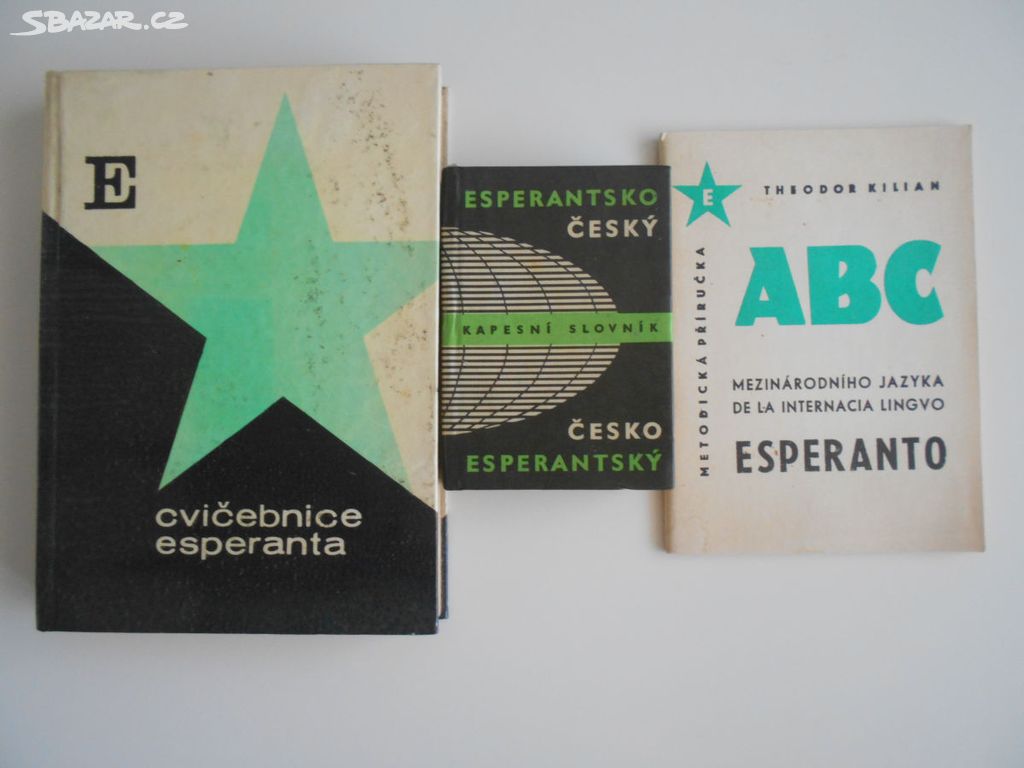 SBAZAR.CZ
E
cvičebnice
esperanta
ESPERANTSKO
ČESKÝ
KAPESNÍ SLOVNÍK
ČESKO
ESPERANTSKÝ
E
THEODOR KILIAN
METODICKÁ PŘÍRUČKA
ABC
MEZINÁRODNÍHO JAZYKA
DE LA INTERNACIA LINGVO
ESPERANTO